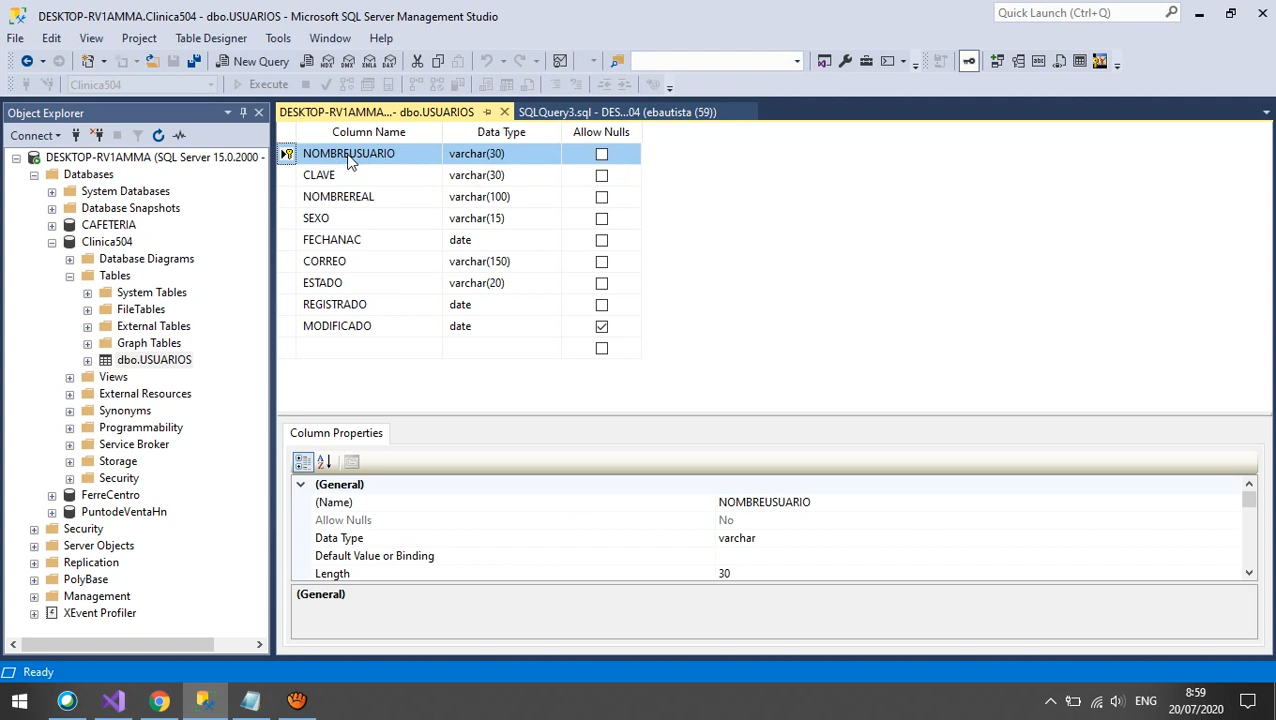 DESKTOP-RV1AMMA.Clinica504 - dbo.USUARIOS - Microsoft SQL Server Management Studio
Quick Launch (Ctrl+Q)
File Edit View Project Table Designer Tools Window Help
New Query
Clinica504
Execute
Object Explorer
DESKTOP-RV1AMMA...- dbo.USUARIOS
SQLQuery3.sql - DES...04 (ebautista (59))
Connect
Column Name Data Type Allow Nulls
DESKTOP-RV1AMMA (SQL Server 15.0.2000 -
Databases
System Databases
Database Snapshots
CAFETERIA
Clinica504
Database Diagrams
Tables
System Tables
FileTables
External Tables
Graph Tables
dbo.USUARIOS
Views
External Resources
Synonyms
Programmability
Service Broker
Storage
Security
FerreCentro
PuntodeVentaHn
Security
Server Objects
Replication
PolyBase
Management
XEvent Profiler
NOMBREUSUARIO varchar(30)
CLAVE varchar(30)
NOMBREREAL varchar(100)
SEXO varchar(15)
FECHANAC date
CORREO varchar(150)
ESTADO varchar(20)
REGISTRADO date
MODIFICADO date
Column Properties
(General)
(Name) NOMBREUSUARIO
Allow Nulls No
Data Type varchar
Default Value or Binding
Length 30
(General)
Ready
ENG
8:59
20/07/2020